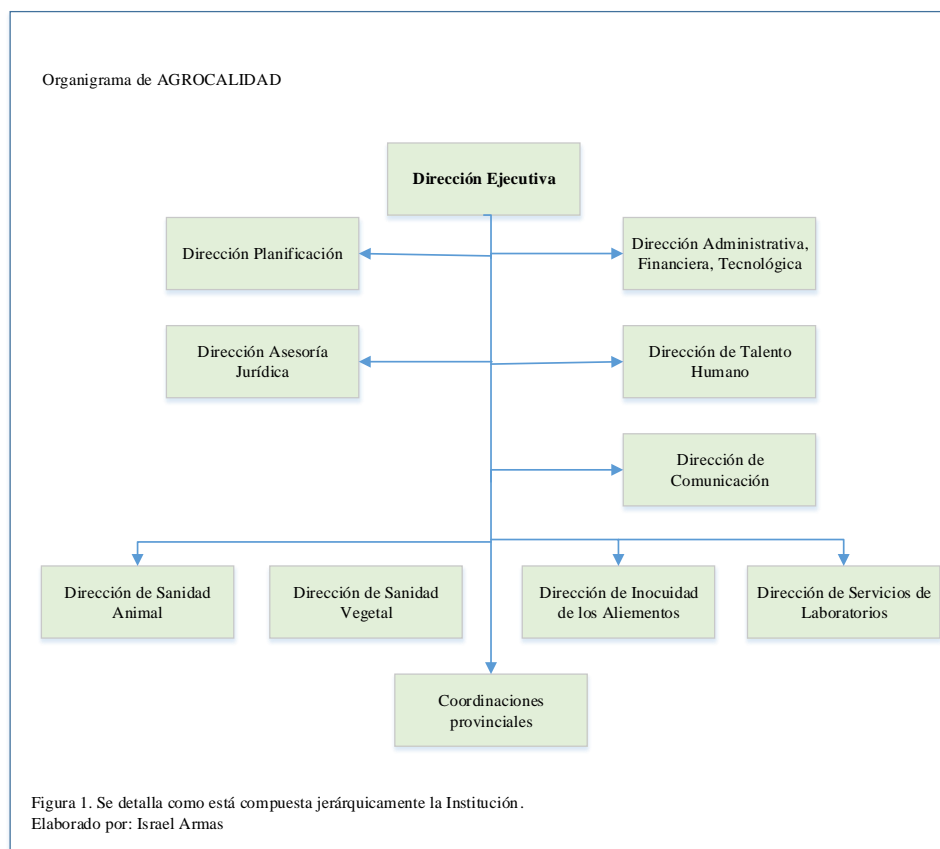 Organigrama de AGROCALIDAD
Dirección Ejecutiva
Dirección Planificación
Dirección Administrativa,
Financiera, Tecnológica
Dirección Asesoría
Jurídica
Dirección de Talento
Humano
Dirección de
Comunicación
Dirección de Sanidad
Animal
Dirección de Sanidad
Vegetal
Dirección de Inocuidad
de los Aliementos
Dirección de Servicios de
Laboratorios
Coordinaciones
provinciales
Figura 1. Se detalla como está compuesta jerárquicamente la Institución.
Elaborado por: Israel Armas